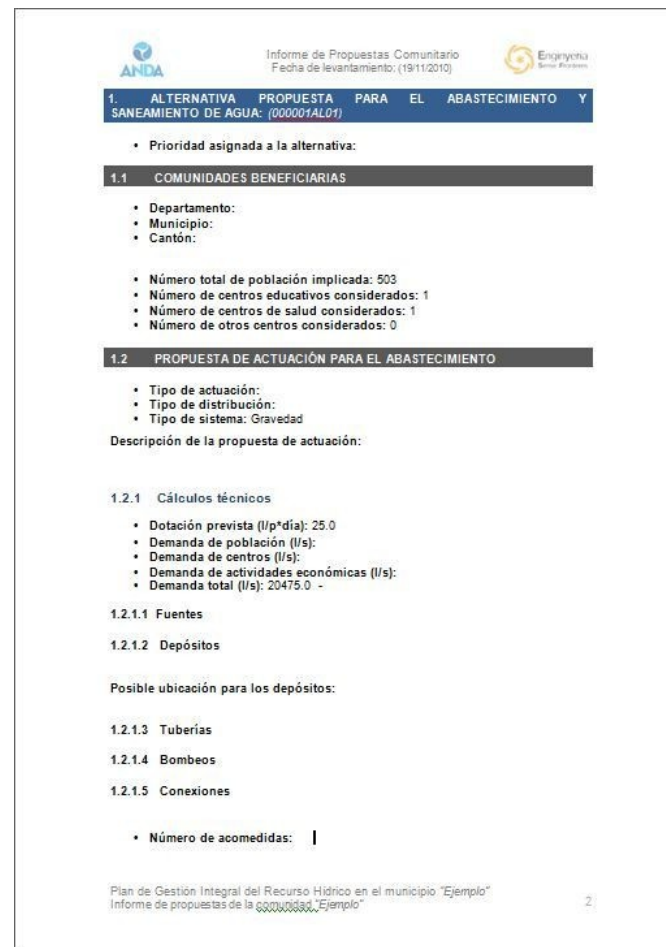 ANDA
Informe de Propuestas Comunitario
Fecha de levantamiento: (19/11/2010)
Enginyeria
Sense Fronteres
1. ALTERNATIVA PROPUESTA PARA EL ABASTECIMIENTO Y
SANEAMIENTO DE AGUA: (000001AL01)
• Prioridad asignada a la alternativa:
1.1 COMUNIDADES BENEFICIARIAS
• Departamento:
• Municipio:
• Cantón:
• Número total de población implicada: 503
• Número de centros educativos considerados: 1
• Número de centros de salud considerados: 1
• Número de otros centros considerados: 0
1.2 PROPUESTA DE ACTUACIÓN PARA EL ABASTECIMIENTO
• Tipo de actuación:
• Tipo de distribución:
• Tipo de sistema: Gravedad
Descripción de la propuesta de actuación:
1.2.1 Cálculos técnicos
• Dotación prevista (l/p*día): 25.0
• Demanda de población (l/s):
• Demanda de centros (l/s):
• Demanda de actividades económicas (l/s):
• Demanda total (l/s): 20475.0 -
1.2.1.1 Fuentes
1.2.1.2 Depósitos
Posible ubicación para los depósitos:
1.2.1.3 Tuberías
1.2.1.4 Bombeos
1.2.1.5 Conexiones
• Número de acomedidas:
Plan de Gestión Integral del Recurso Hídrico en el municipio "Ejemplo"
Informe de propuestas de la comunidad "Ejemplo"
2